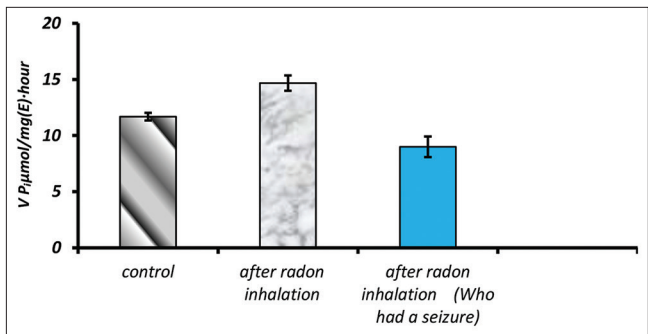 20
15
10
5
0
V Pᵢμmol/mg(E)·hour
control
after radon
inhalation
after radon
inhalation (Who
had a seizure)